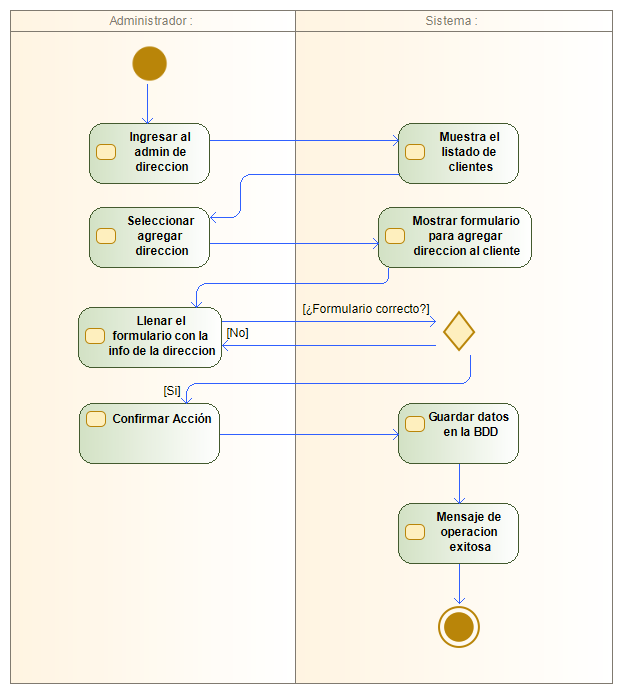 Administrador :
Sistema :
Ingresar al
admin de
direccion
Muestra el
listado de
clientes
Seleccionar
agregar
direccion
Mostrar formulario
para agregar
direccion al cliente
[¿Formulario correcto?]
Llenar el
formulario con la
info de la direccion
[No]
[Si]
Confirmar Acción
Guardar datos
en la BDD
Mensaje de
operacion
exitosa